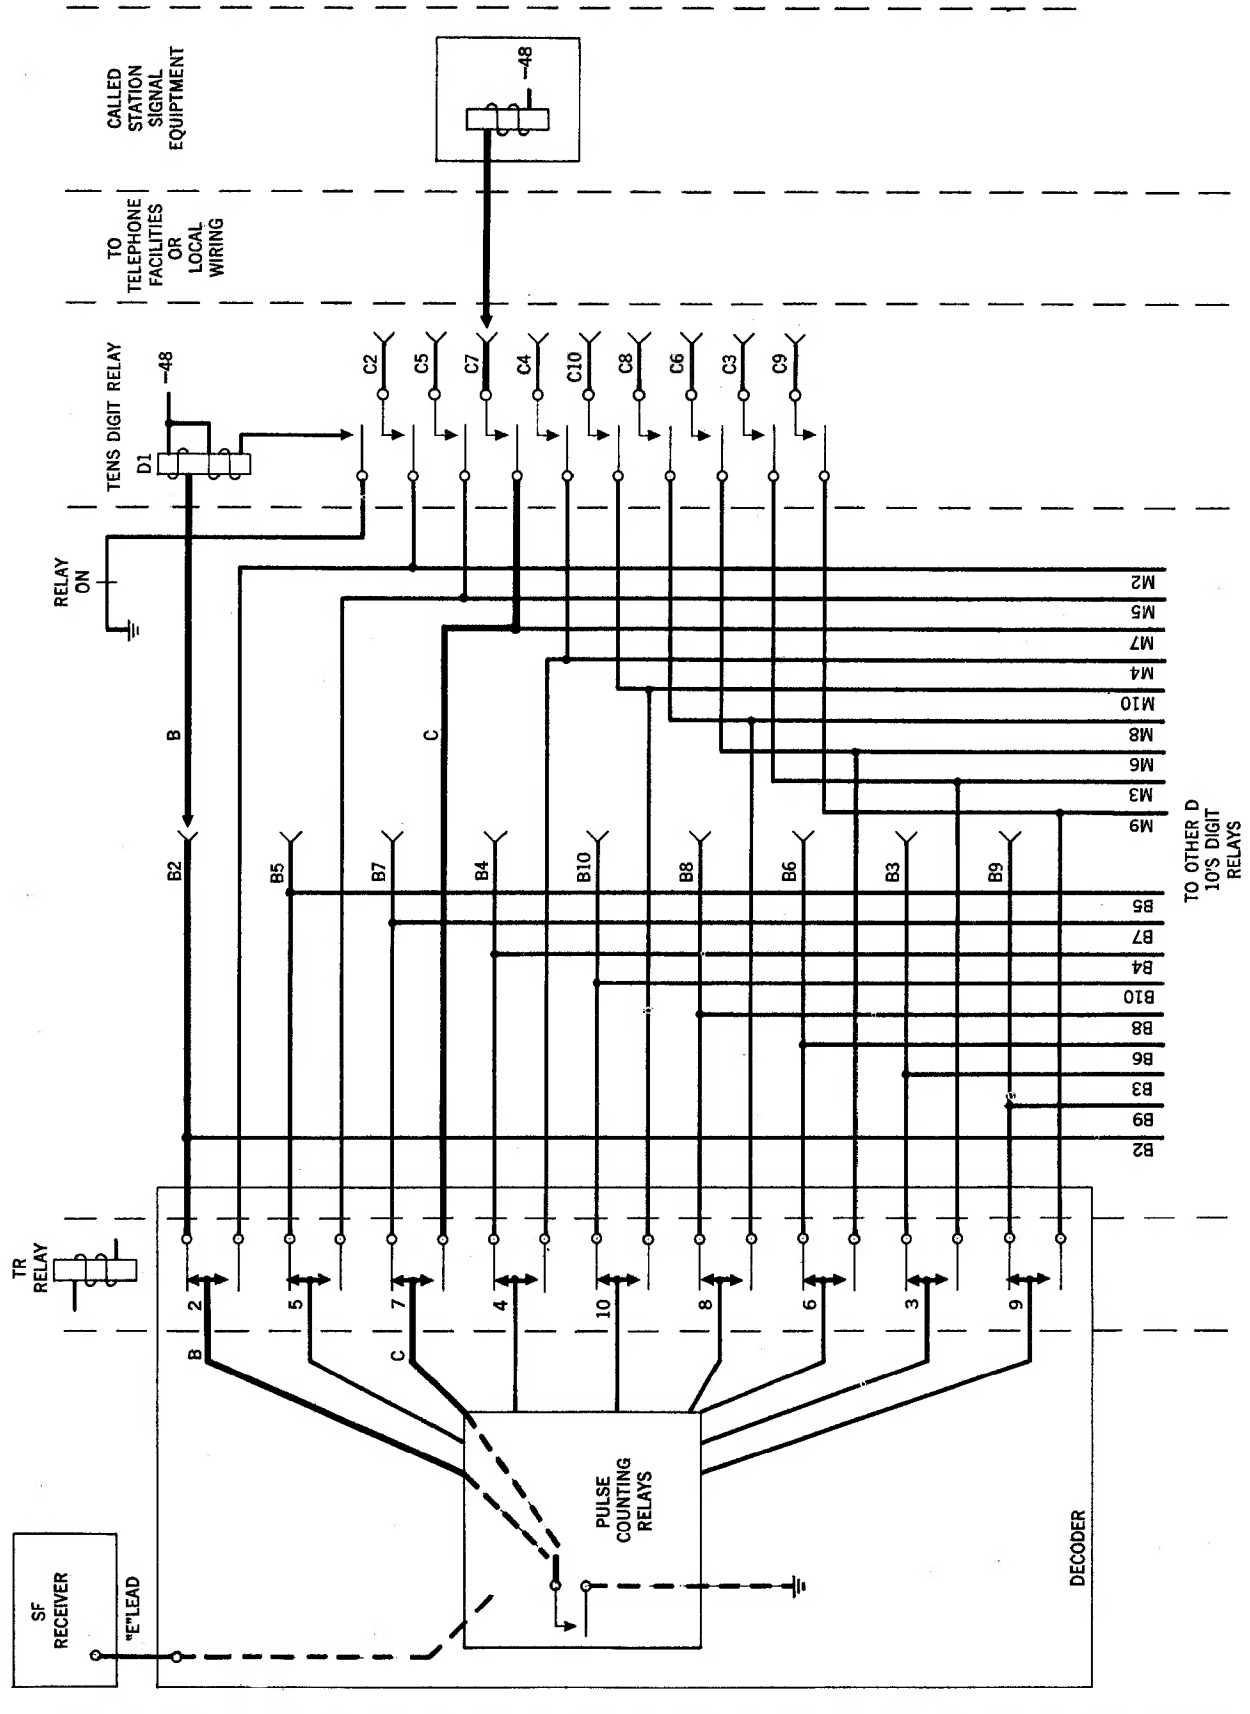 CALLED
STATION
SIGNAL
EQUIPTMENT
-48
TO
TELEPHONE
FACILITIES
OR
LOCAL
WIRING
TENS DIGIT RELAY
D1
-48
C2
C5
C7
C4
C10
C8
C6
C3
C9
RELAY
ON
M2
M5
M7
M4
M10
M8
M6
M3
M9
B
C
B2
B5
B7
B4
B10
B8
B6
B3
B9
TO OTHER D
10'S DIGIT
RELAYS
B5
B7
B4
B10
B8
B6
B3
B9
B2
TR
RELAY
2
5
7
4
10
8
6
3
9
B
C
PULSE
COUNTING
RELAYS
SF
RECEIVER
"E"LEAD
DECODER